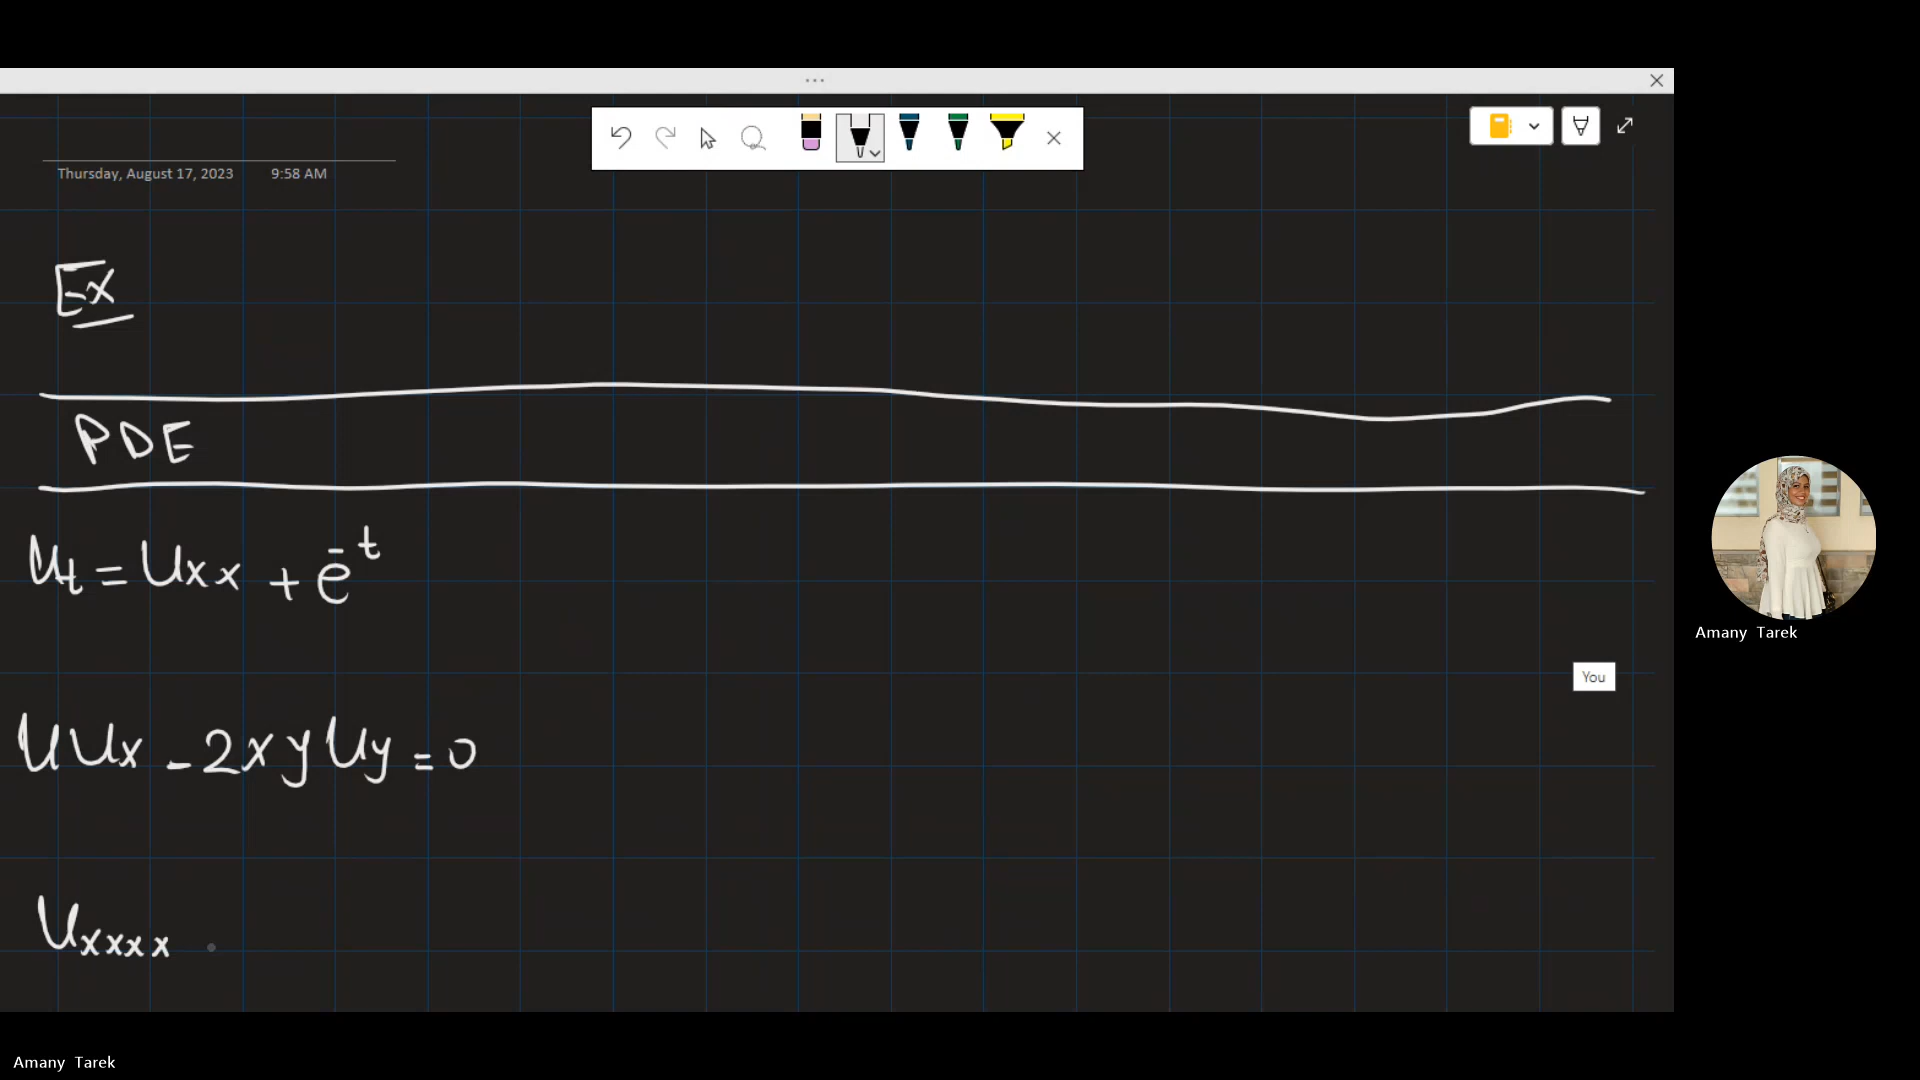 Thursday, August 17, 2023 9:58 AM
Ex
PDE
Ut = Uxx + e^-t
UUx - 2xyUy = 0
Uxxxx
You
Amany Tarek
Amany Tarek